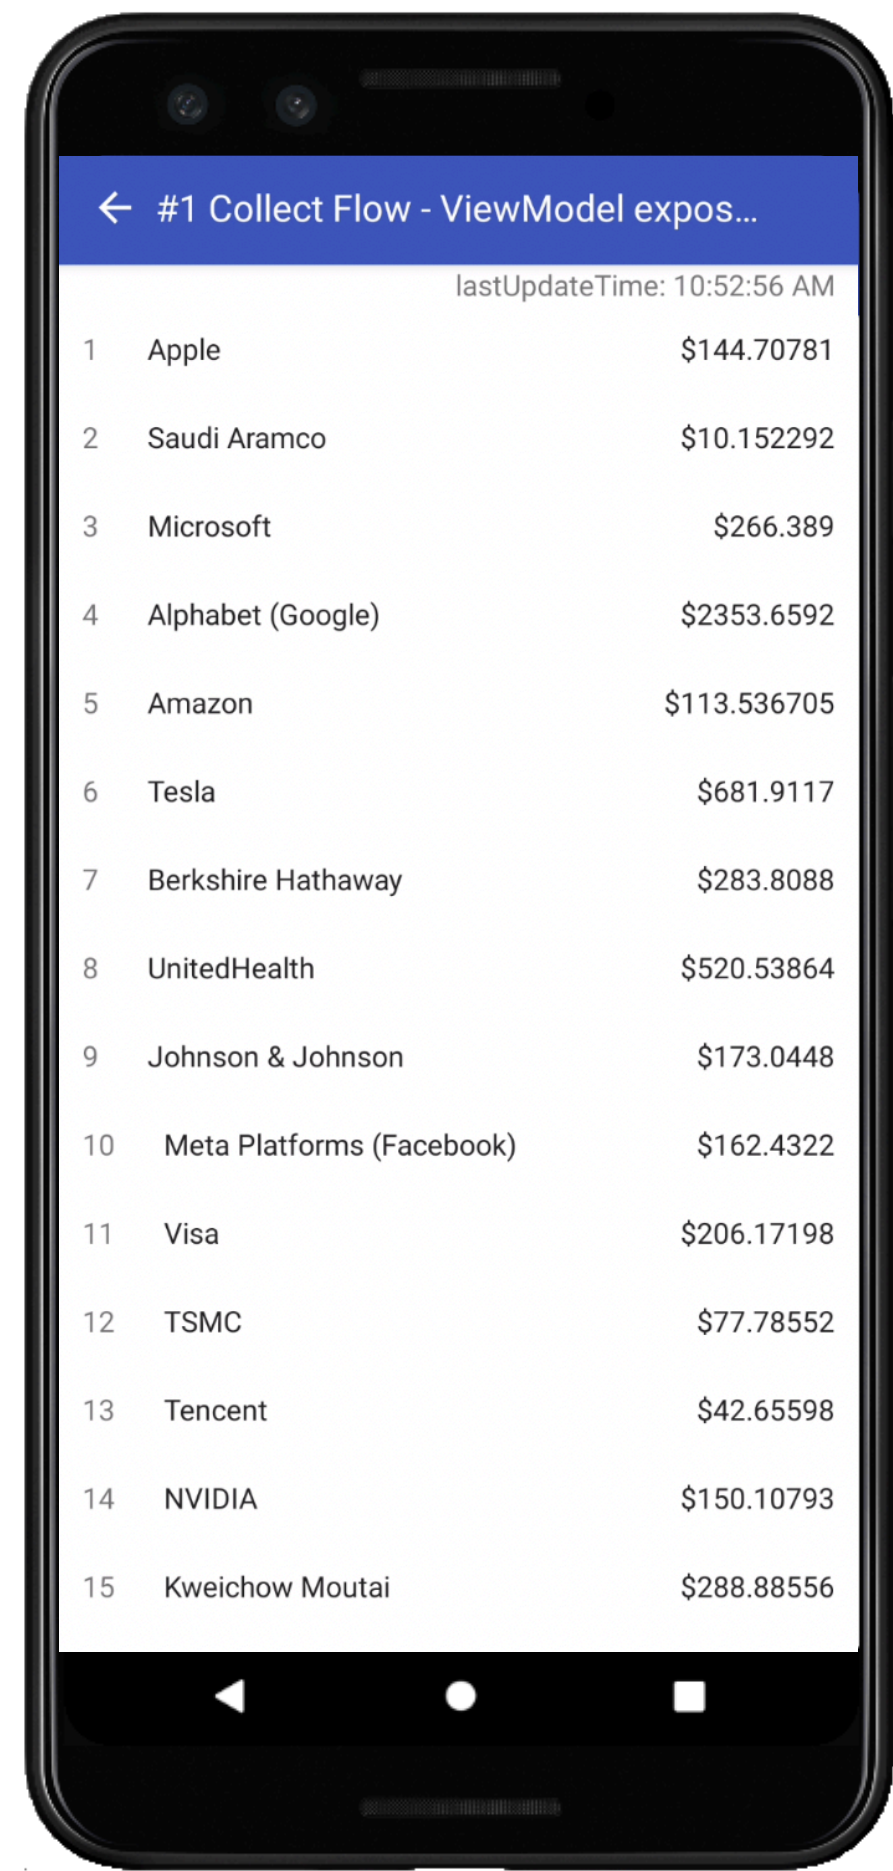 #1 Collect Flow - ViewModel expos...
lastUpdateTime: 10:52:56 AM
1 Apple $144.70781
2 Saudi Aramco $10.152292
3 Microsoft $266.389
4 Alphabet (Google) $2353.6592
5 Amazon $113.536705
6 Tesla $681.9117
7 Berkshire Hathaway $283.8088
8 UnitedHealth $520.53864
9 Johnson & Johnson $173.0448
10 Meta Platforms (Facebook) $162.4322
11 Visa $206.17198
12 TSMC $77.78552
13 Tencent $42.65598
14 NVIDIA $150.10793
15 Kweichow Moutai $288.88556